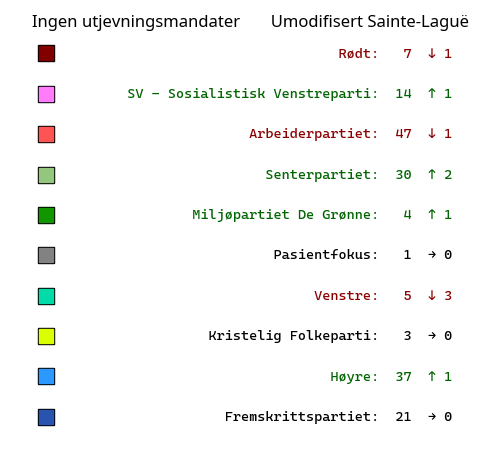 Ingen utjevningsmandater Umodifisert Sainte-Laguë
Rødt: 7 ↓ 1
SV – Sosialistisk Venstreparti: 14 ↑ 1
Arbeiderpartiet: 47 ↓ 1
Senterpartiet: 30 ↑ 2
Miljøpartiet De Grønne: 4 ↑ 1
Pasientfokus: 1 → 0
Venstre: 5 ↓ 3
Kristelig Folkeparti: 3 → 0
Høyre: 37 ↑ 1
Fremskrittspartiet: 21 → 0